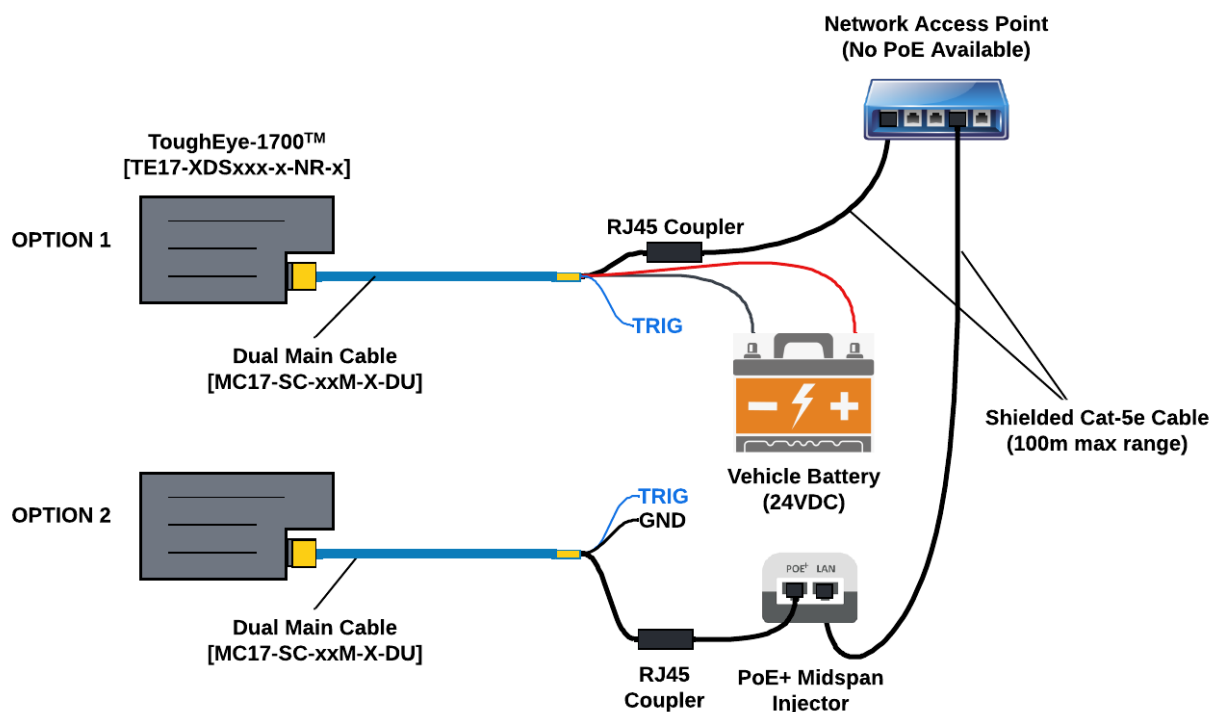 Network Access Point
(No PoE Available)
ToughEye-1700™
[TE17-XDSxxx-x-NR-x]
OPTION 1
RJ45 Coupler
TRIG
Dual Main Cable
[MC17-SC-xxM-X-DU]
Shielded Cat-5e Cable
(100m max range)
Vehicle Battery
(24VDC)
OPTION 2
TRIG
GND
POE+ LAN
Dual Main Cable
[MC17-SC-xxM-X-DU]
RJ45
Coupler
PoE+ Midspan
Injector